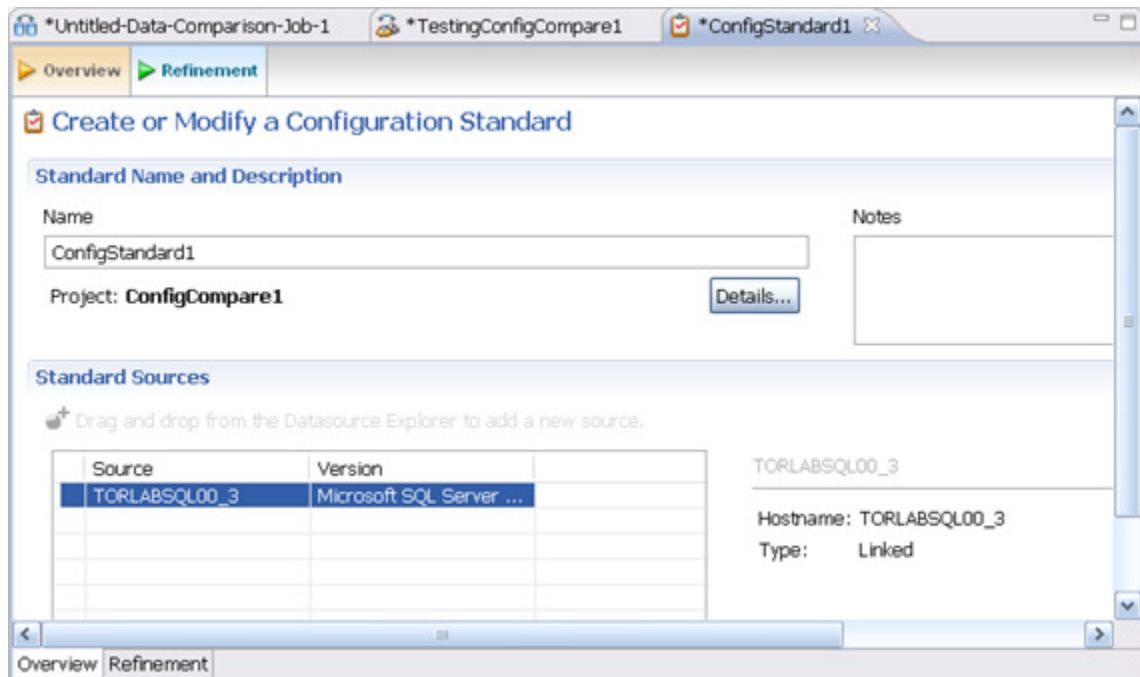 *Untitled-Data-Comparison-Job-1 *TestingConfigCompare1 *ConfigStandard1
Overview Refinement
Create or Modify a Configuration Standard
Standard Name and Description
Name Notes
ConfigStandard1
Project: ConfigCompare1 Details...
Standard Sources
Drag and drop from the Datasource Explorer to add a new source.
Source Version
TORLABSQL00_3 Microsoft SQL Server ...
TORLABSQL00_3
Hostname: TORLABSQL00_3
Type: Linked
Overview Refinement